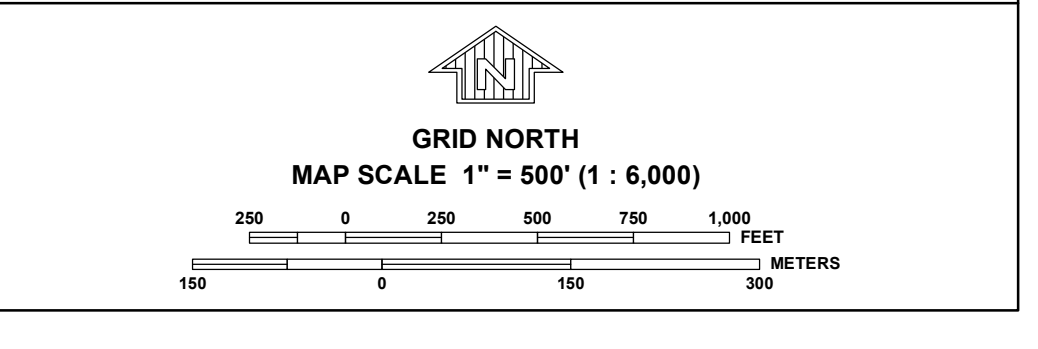 N
GRID NORTH
MAP SCALE 1" = 500' (1 : 6,000)
250 0 250 500 750 1,000
FEET
METERS
150 0 150 300